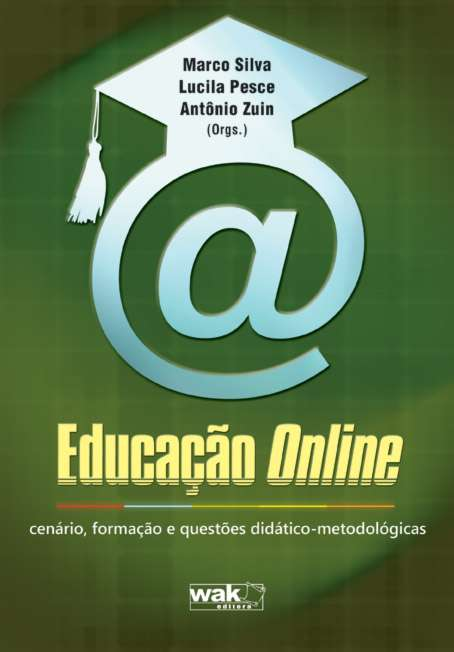 Marco Silva
Lucila Pesce
Antônio Zuin
(Orgs.)
@
Educação Online
cenário, formação e questões didático-metodológicas
wak
editora